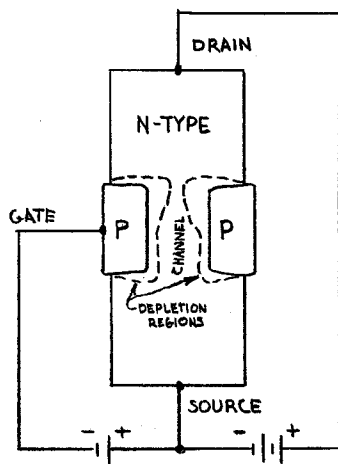 DRAIN
N-TYPE
GATE
P
CHANNEL
P
DEPLETION
REGIONS
SOURCE
- +
- +